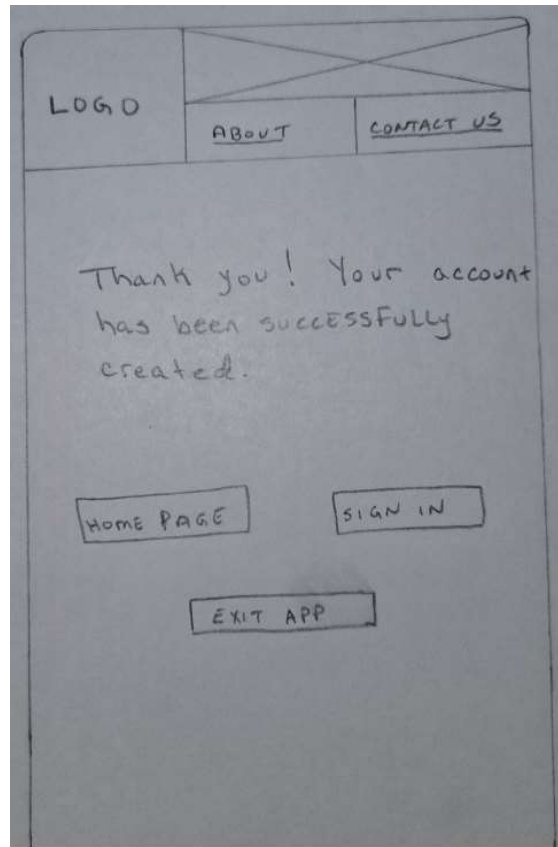 LOGO
ABOUT
CONTACT US
Thank you! Your account
has been successfully
created.
HOME PAGE
SIGN IN
EXIT APP